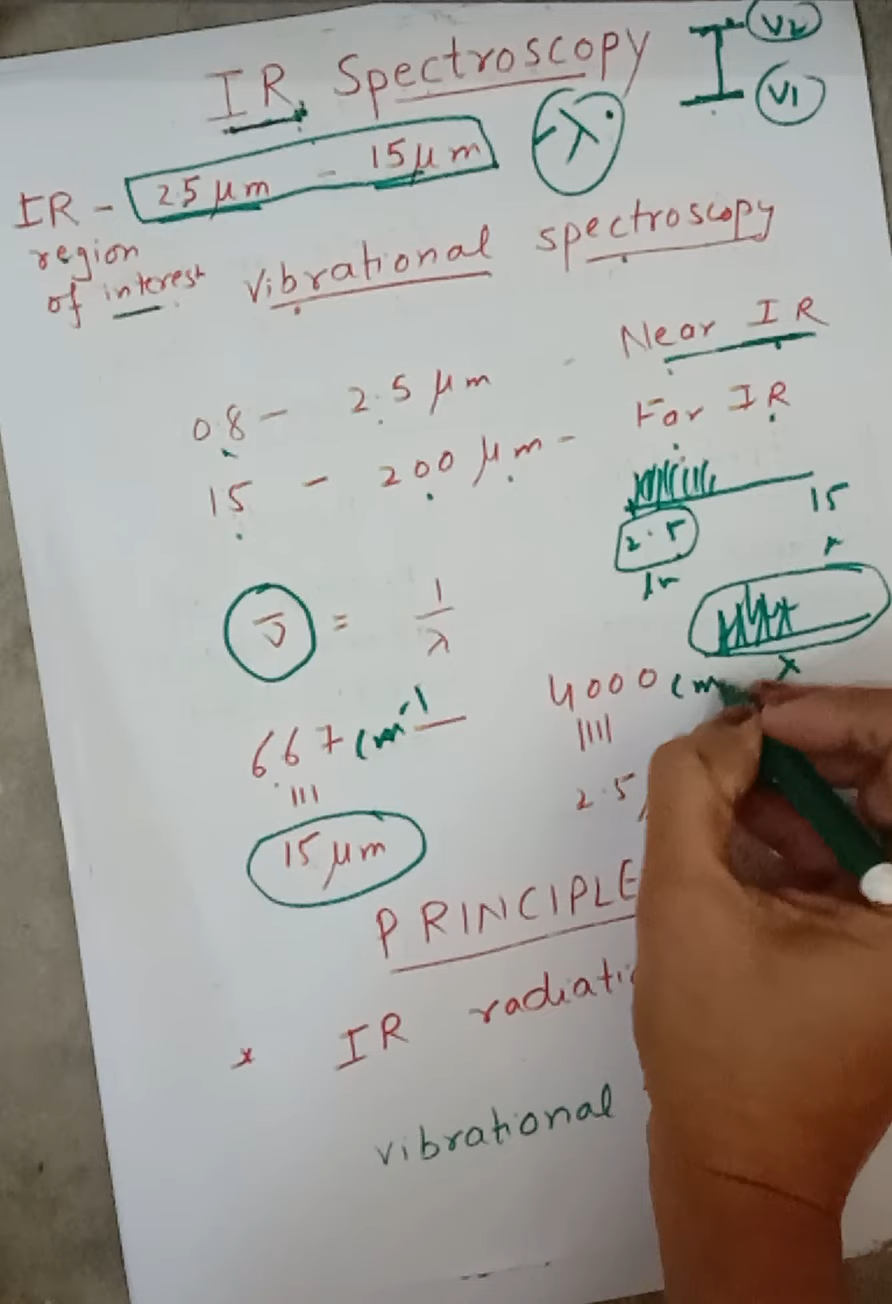 IR Spectroscopy
V2
V1
IR - 2.5 μm - 15 μm
λ
region
of interest
Vibrational spectroscopy
0.8 - 2.5 μm - Near IR
15 - 200 μm - Far IR
2.5
15
ῡ = 1/λ
667 cm⁻¹ — 4000 cm
15 μm
2.5
PRINCIPLE
* IR radiati
vibrational